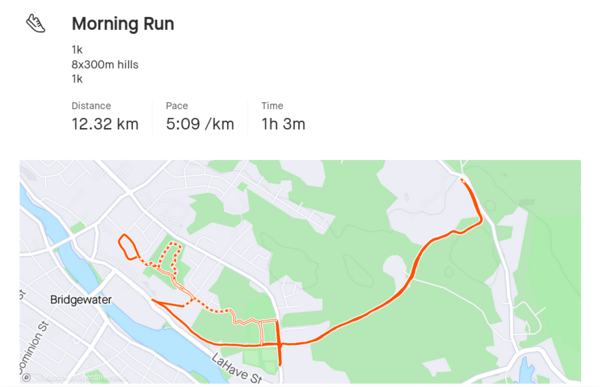 Morning Run
1k
8x300m hills
1k
Distance Pace Time
12.32 km 5:09 /km 1h 3m
Bridgewater
St
Dominion St
LaHave St